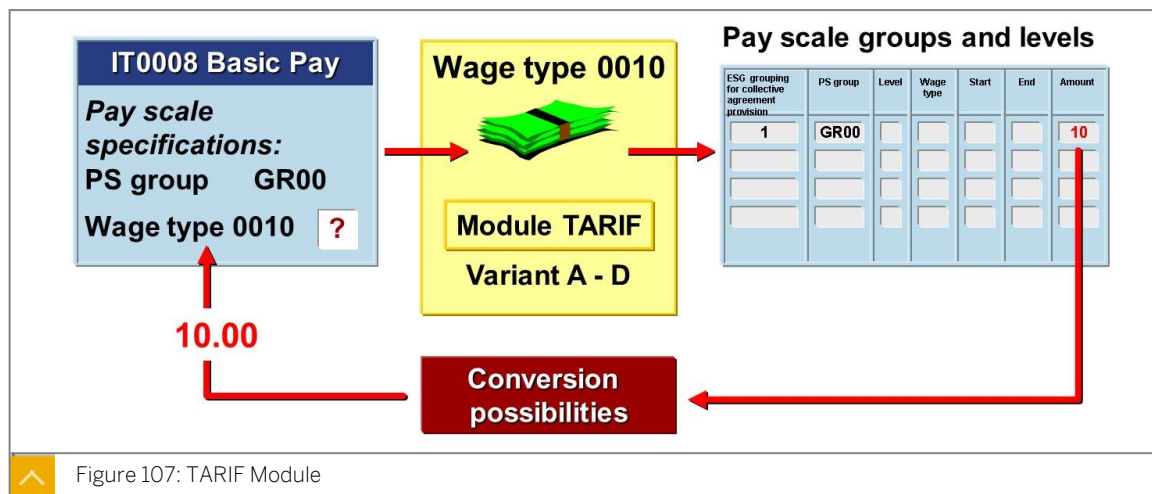 IT0008 Basic Pay
Pay scale
specifications:
PS group GR00
Wage type 0010 ?
Wage type 0010
Module TARIF
Variant A - D
Pay scale groups and levels
ESG grouping
for collective
agreement
provision
PS group
Level
Wage
type
Start
End
Amount
1 GR00 10
10.00
Conversion
possibilities
Figure 107: TARIF Module